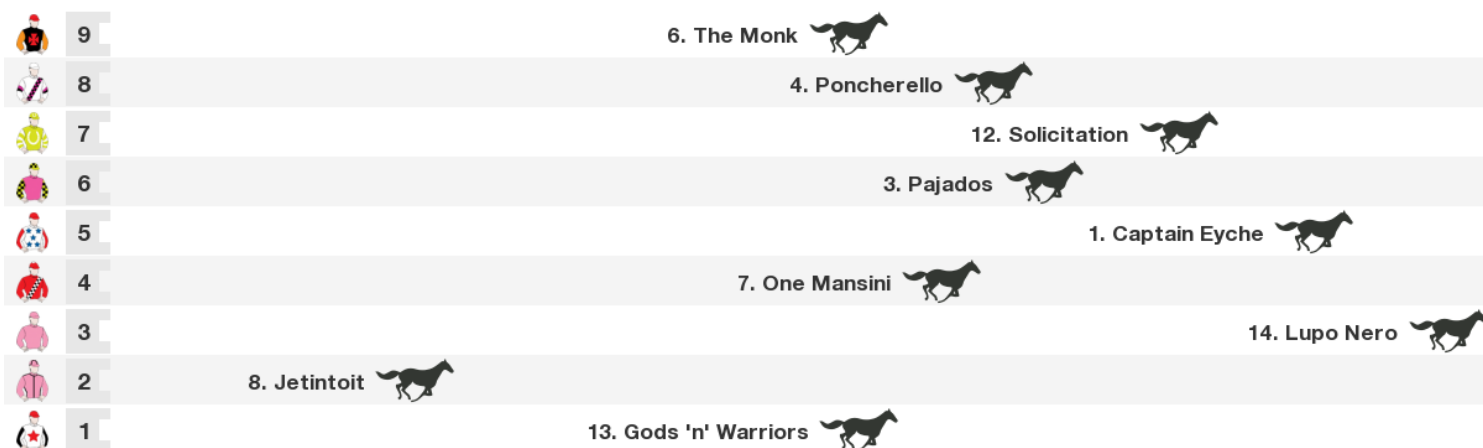 9 6. The Monk
8 4. Poncherello
7 12. Solicitation
6 3. Pajados
5 1. Captain Eyche
4 7. One Mansini
3 14. Lupo Nero
2 8. Jetintoit
1 13. Gods 'n' Warriors